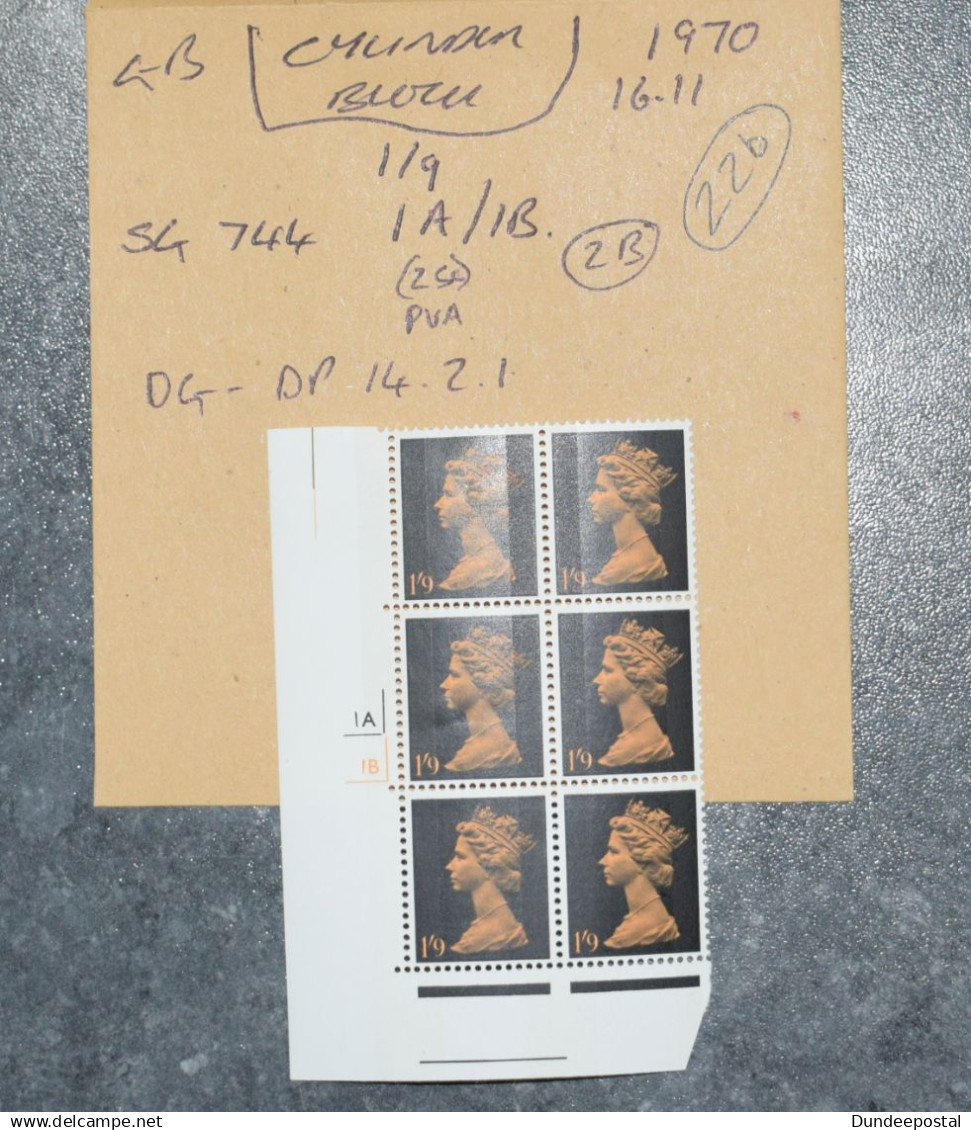 GB [CYLINDER BLOCK] 1970
16.11
1/9
22b
SG 744 1A/1B.
2B
PVA
DG - DP 14.2.1
1'9 1'9
1A
1B
1'9 1'9
1'9 1'9
www.delcampe.net
Dundeepostal